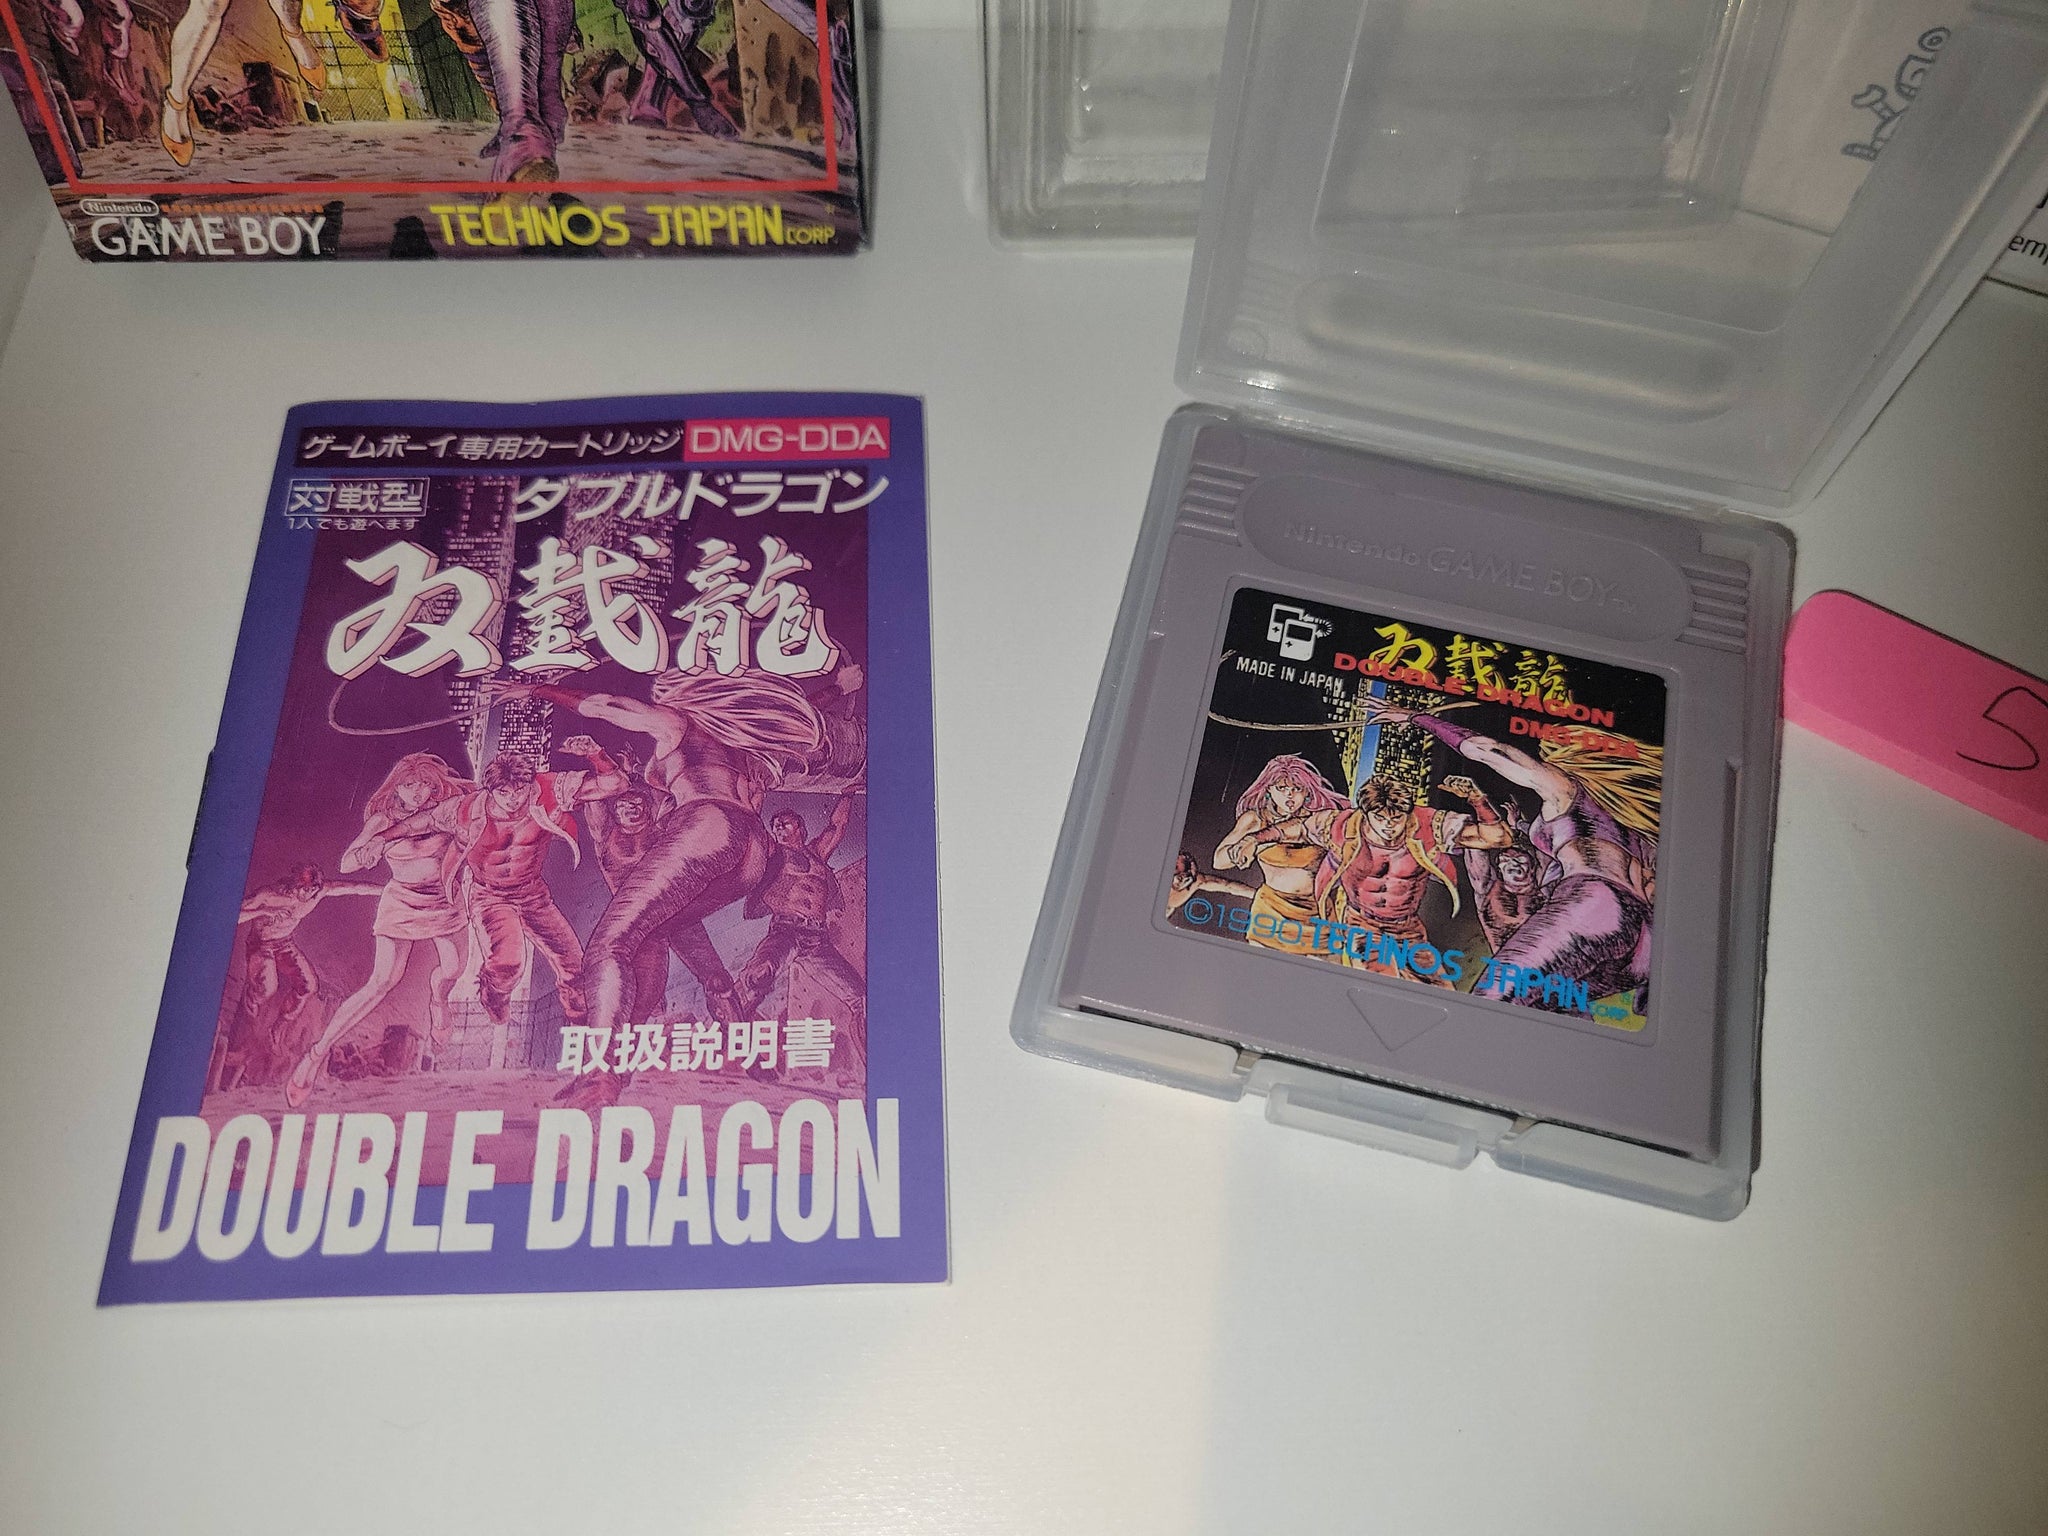 Nintendo
GAME BOY
TECHNOS JAPAN CORP.
ゲームボーイ専用カートリッジ DMG-DDA
対戦型
1人でも遊べます
ダブルドラゴン
双截龍
取扱説明書
DOUBLE DRAGON
Nintendo GAME BOY TM
MADE IN JAPAN
双截龍
DOUBLE DRAGON
DMG-DDA
©1990 TECHNOS JAPAN CORP.